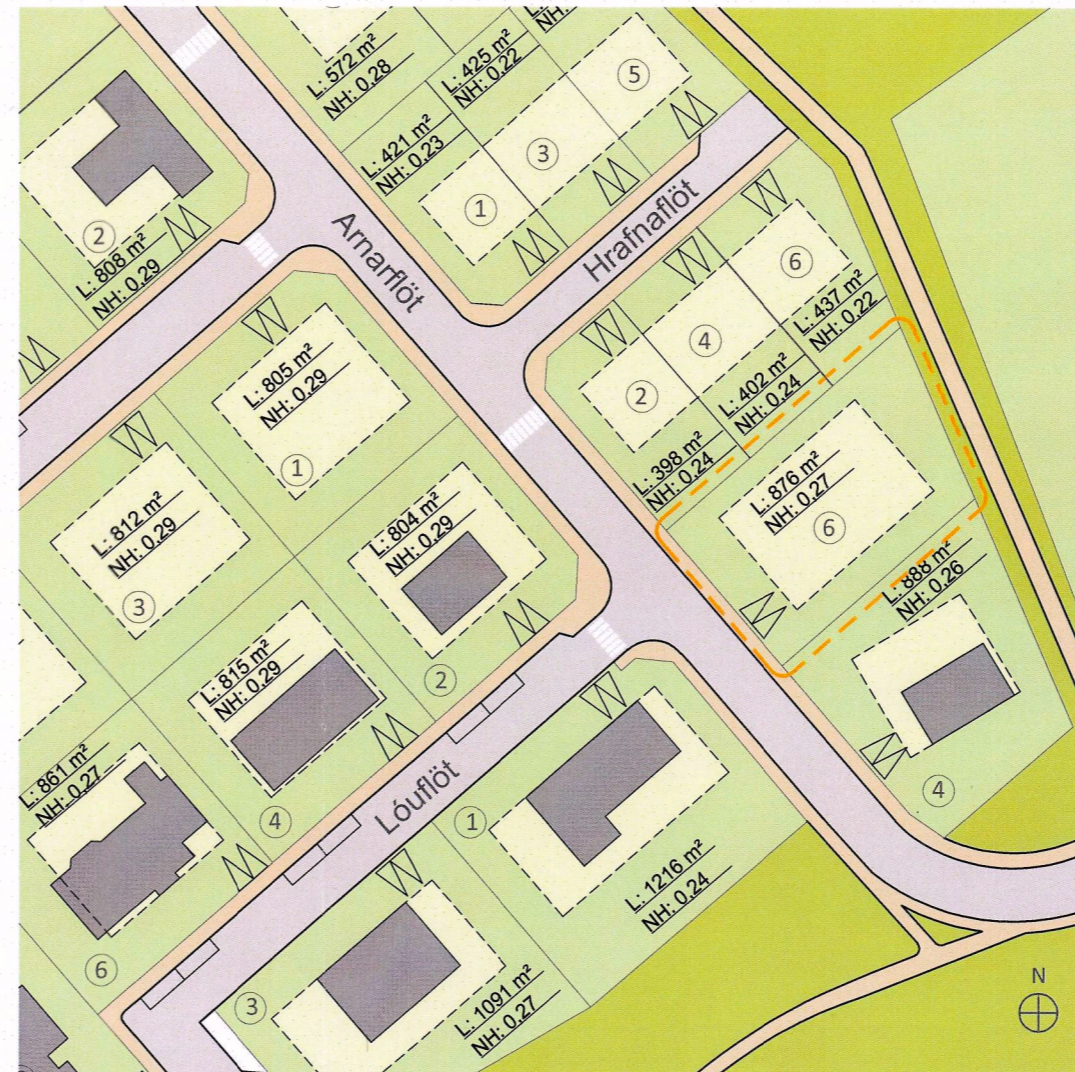 L: 572 m²
NH: 0,28
L: 425 m²
NH: 0,22
NH:
5
L: 421 m²
NH: 0,23
3
1
2
L: 808 m²
NH: 0,29
Arnarflöt
Hrafnaflöt
6
L: 437 m²
NH: 0,22
4
L: 402 m²
NH: 0,24
2
L: 398 m²
NH: 0,24
L: 805 m²
NH: 0,29
1
L: 812 m²
NH: 0,29
3
L: 804 m²
NH: 0,29
2
L: 876 m²
NH: 0,27
6
L: 888 m²
NH: 0,26
4
L: 815 m²
NH: 0,29
4
L: 861 m²
NH: 0,27
6
Lóuflöt
1
L: 1216 m²
NH: 0,24
3
L: 1091 m²
NH: 0,27
N